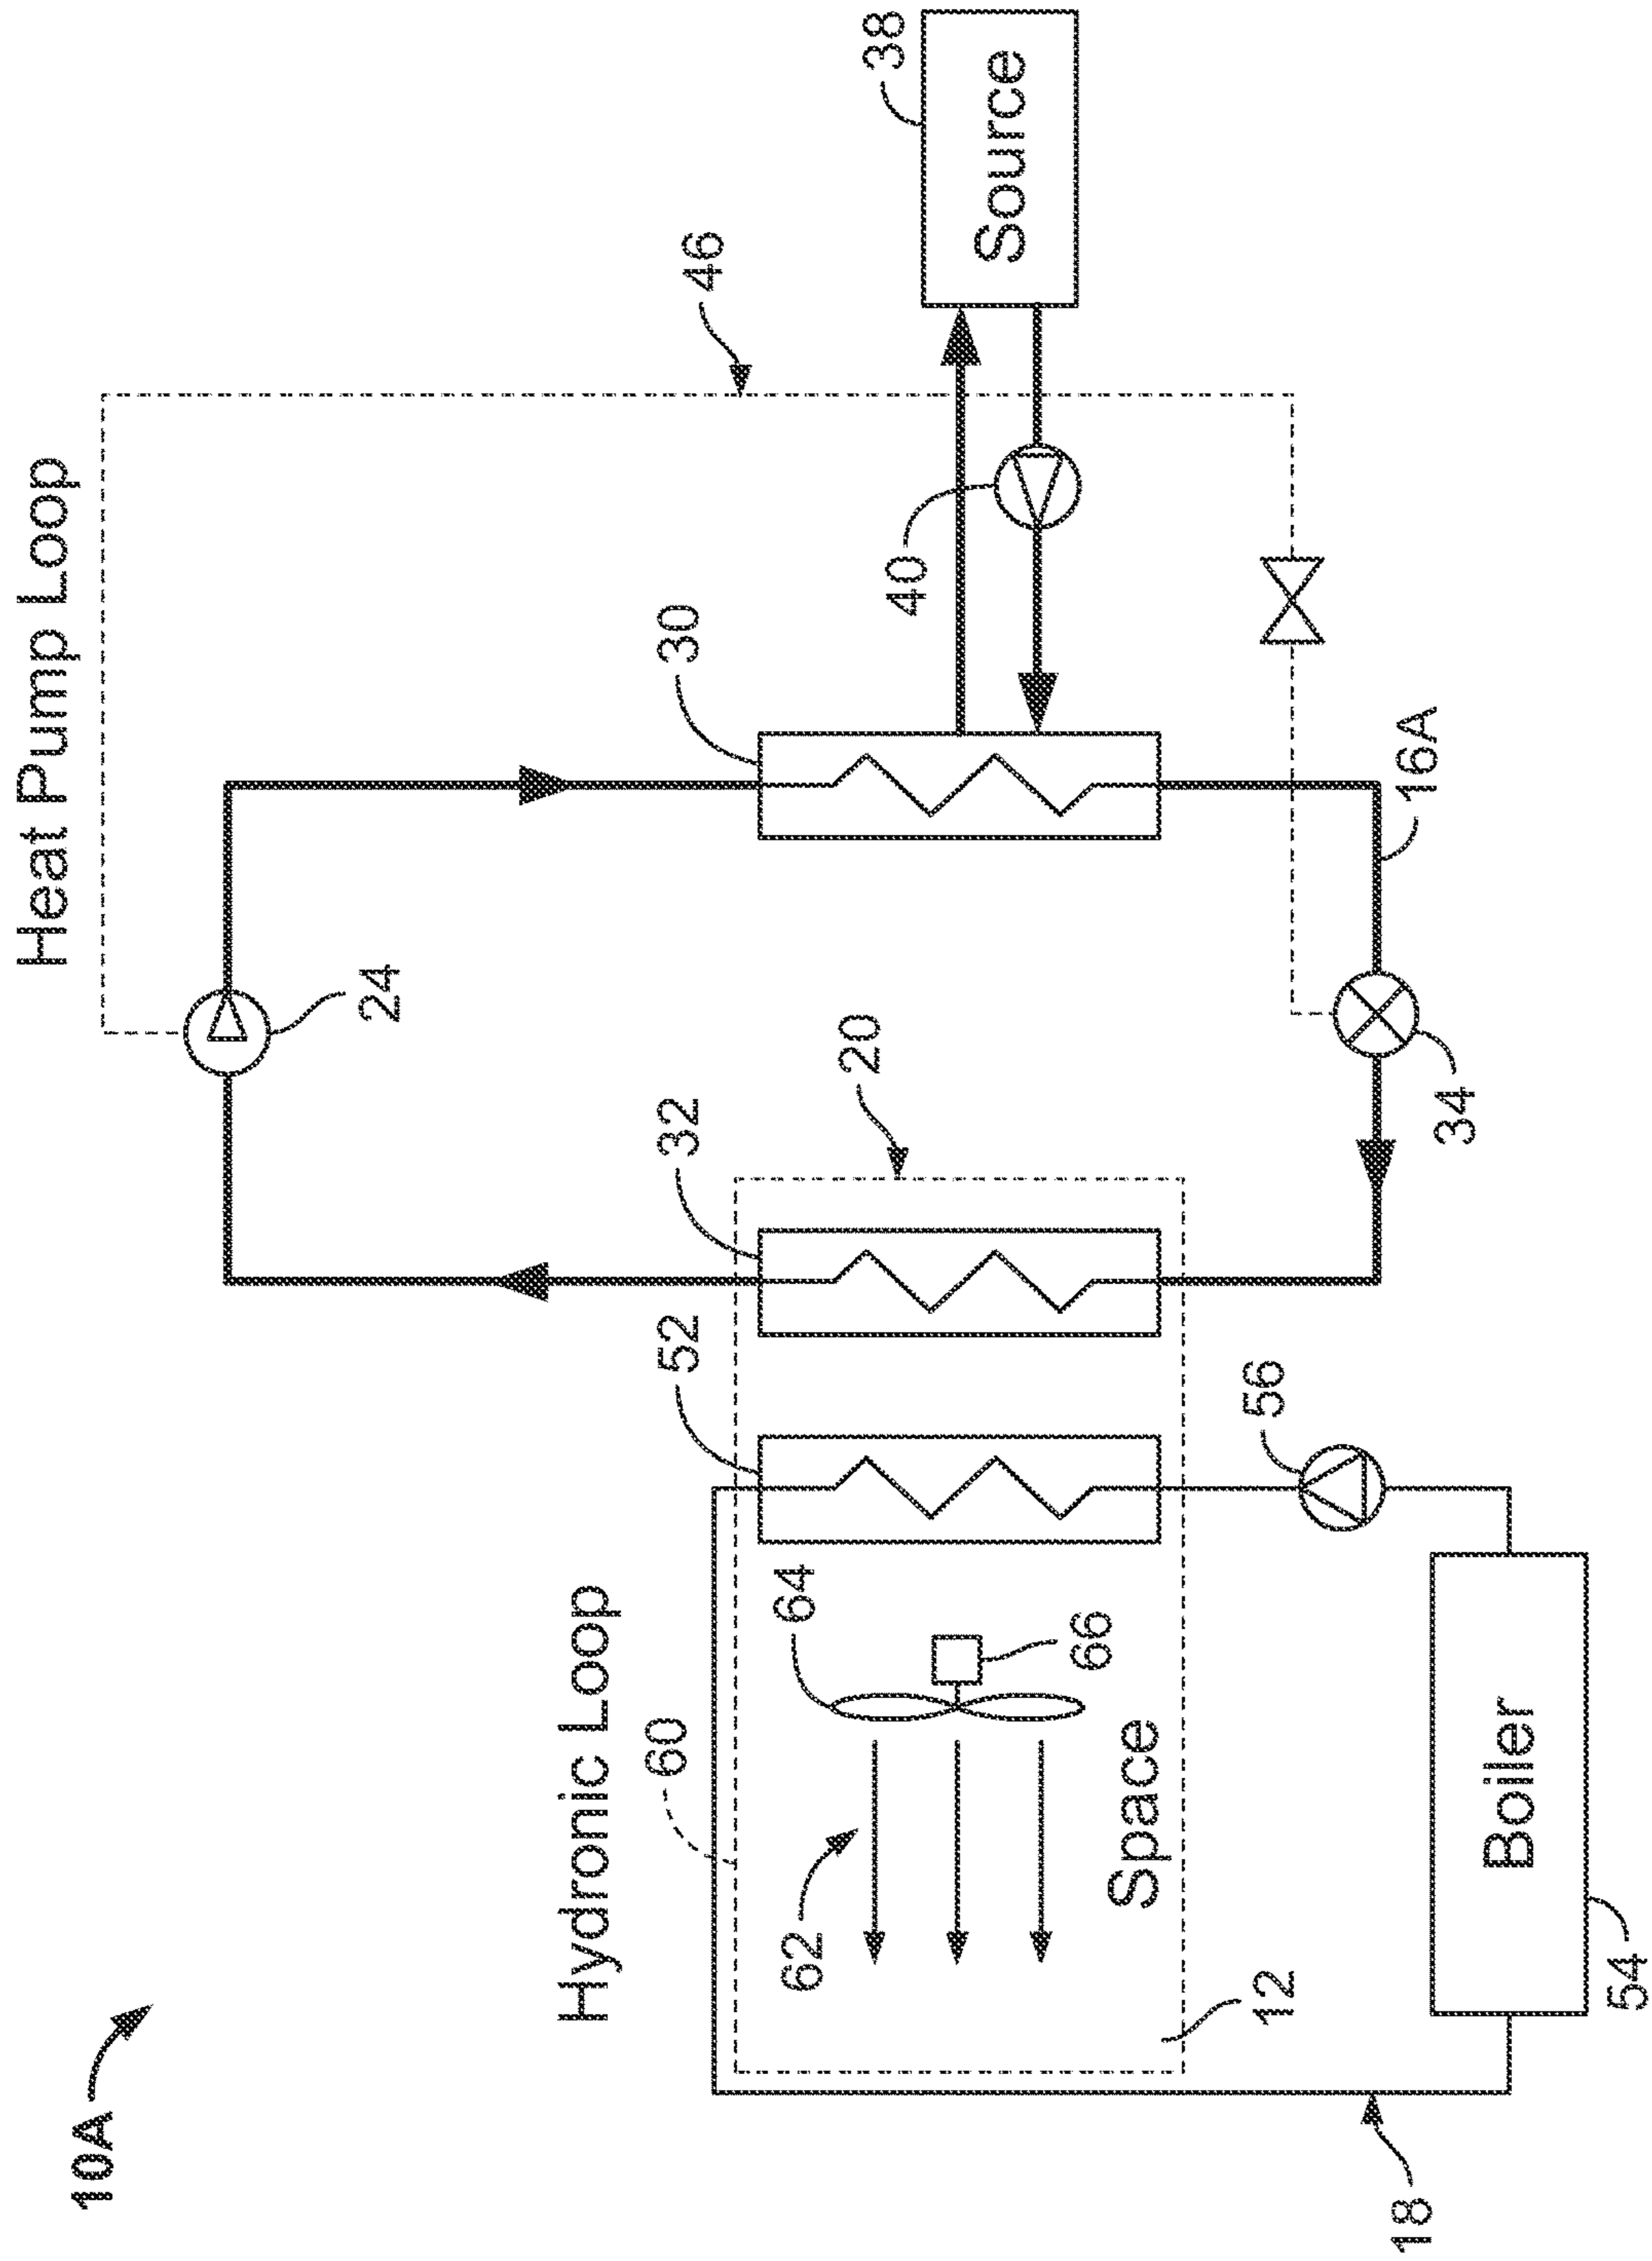 10A
Heat Pump Loop
24
46
38
Source
40
30
32
20
16A
34
Hydronic Loop
60
52
64
66
62
Space
12
56
Boiler
54
18